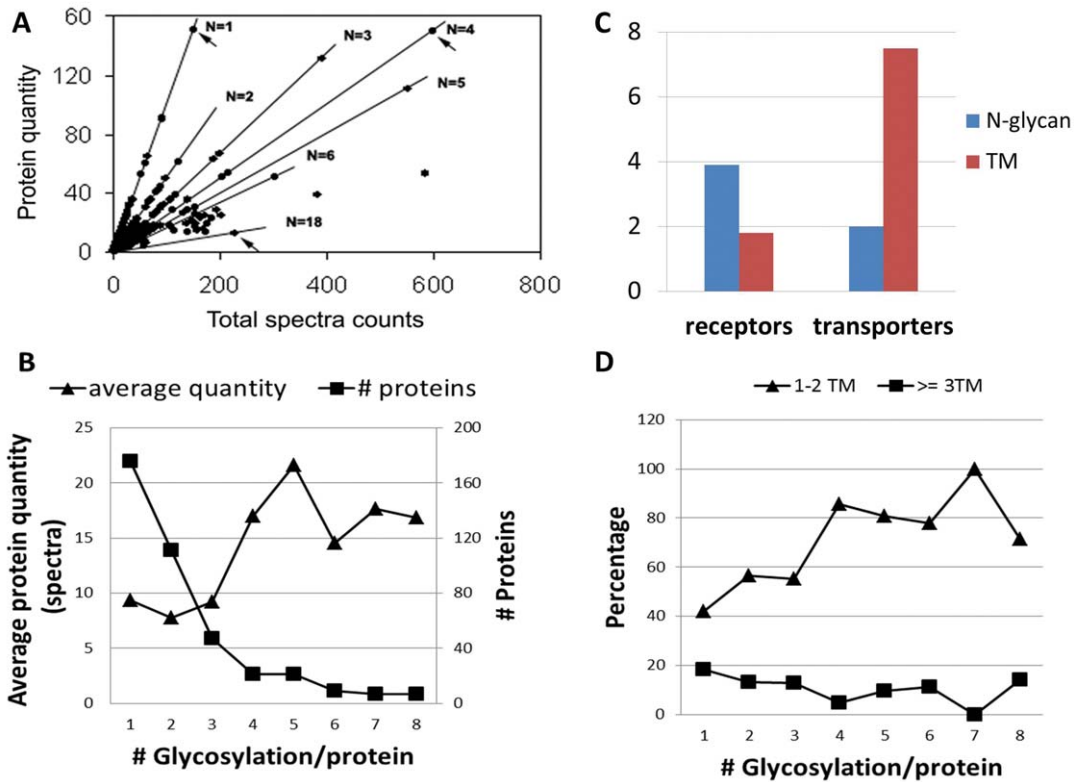 A
Protein quantity
60
120
80
40
0
N=1
N=2
N=3
N=4
N=5
N=6
N=18
0 200 400 600 800
Total spectra counts
C
8
6
4
2
0
receptors transporters
N-glycan
TM
B
average quantity # proteins
Average protein quantity
(spectra)
25
20
15
10
5
0
200
160
120
80
40
0
# Proteins
1 2 3 4 5 6 7 8
# Glycosylation/protein
D
1-2 TM >= 3TM
Percentage
120
100
80
60
40
20
0
1 2 3 4 5 6 7 8
# Glycosylation/protein